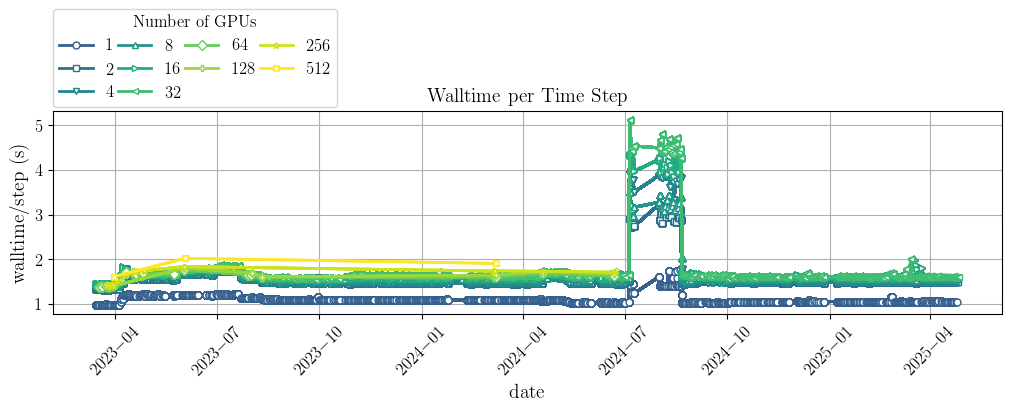 Number of GPUs
1 8 64 256
2 16 128 512
4 32
Walltime per Time Step
walltime/step (s)
5
4
3
2
1
2023−04 2023−07 2023−10 2024−01 2024−04 2024−07 2024−10 2025−01 2025−04
date